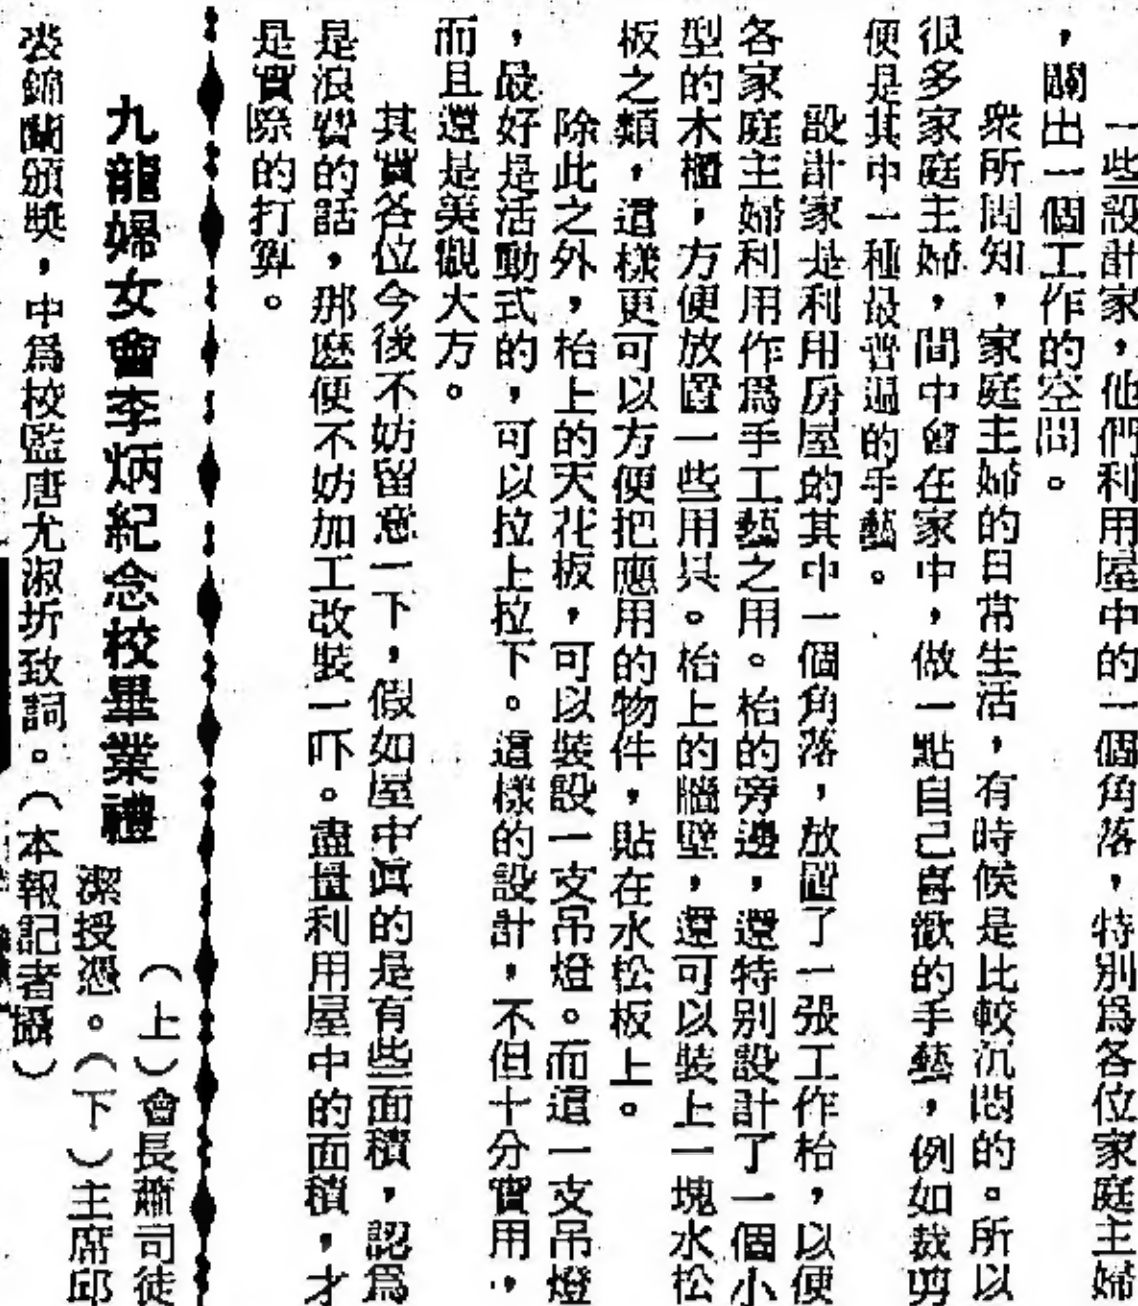 一些設計家，他們利用屋中的一個角落，特別爲各位家庭主婦
，闢出一個工作的空間。
衆所周知，家庭主婦的日常生活，有時候是比較沉悶的。所以
很多家庭主婦，間中會在家中，做一點自己喜歡的手藝，例如裁剪
便是其中一種最普遍的手藝。
設計家是利用房屋的其中一個角落，放置了一張工作枱，以便
各家庭主婦利用作爲手工藝之用。枱的旁邊，還特別設計了一個小
型的木櫃，方便放置一些用具。枱上的牆壁，還可以裝上一塊水松
板之類，這樣更可以方便把應用的物件，貼在水松板上。
除此之外，枱上的天花板，可以裝設一支吊燈。而這一支吊燈
，最好是活動式的，可以拉上拉下。這樣的設計，不但十分實用，
而且還是美觀大方。
其實各位今後不妨留意一下，假如屋中眞的是有些面積，認爲
是浪費的話，那麽便不妨加工改裝一吓。盡量利用屋中的面積，才
是實際的打算。
九龍婦女會李炳紀念校畢業禮
（上）會長蕭司徒
潔授憑。（下）主席邱
裘錦蘭頒獎，中爲校監唐尤淑圻致詞。（本報記者攝）